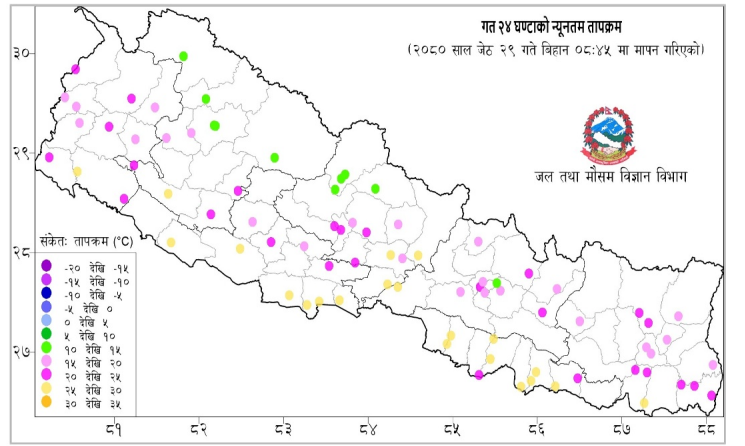 गत २४ घण्टाको न्यूनतम तापक्रम
(२०८० साल जेठ २९ गते बिहान ०८:४५ मा मापन गरिएको)
जल तथा मौसम विज्ञान विभाग
३०
२९
२८
२७
संकेतः तापक्रम (°C)
-२० देखि -१५
-१५ देखि -१०
-१० देखि -५
-५ देखि ०
० देखि ५
५ देखि १०
१० देखि १५
१५ देखि २०
२० देखि २५
२५ देखि ३०
३० देखि ३५
८१ ८२ ८३ ८४ ८५ ८६ ८७ ८८